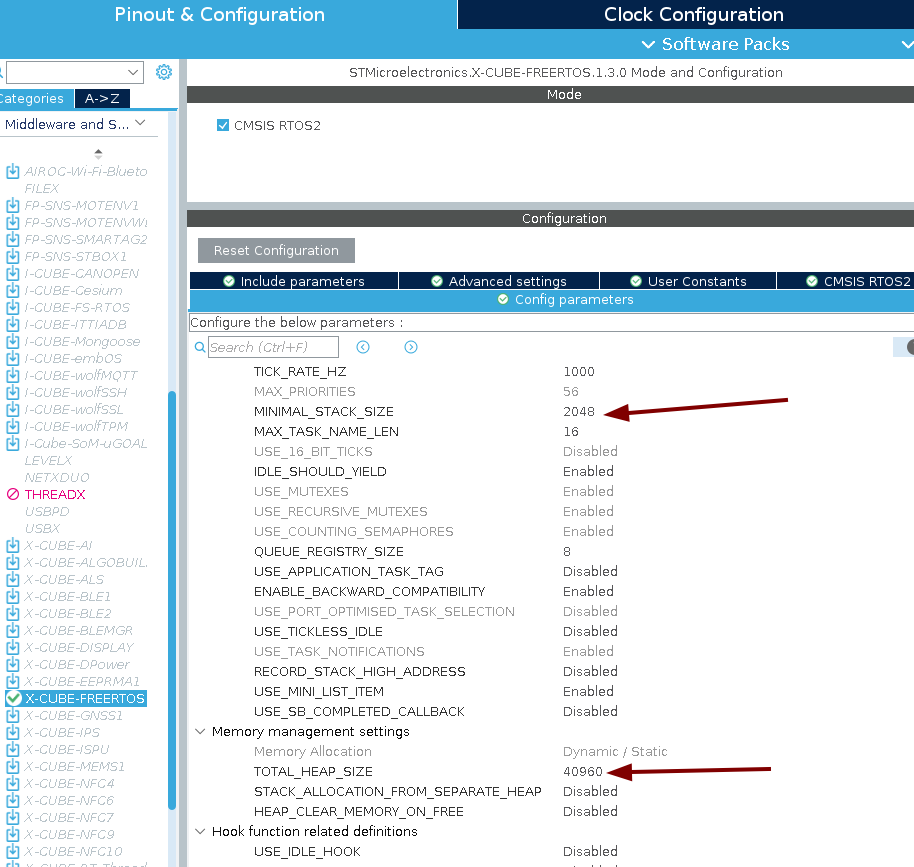 Pinout & Configuration
Clock Configuration
Software Packs
STMicroelectronics.X-CUBE-FREERTOS.1.3.0 Mode and Configuration
Categories
A->Z
Mode
Middleware and S...
CMSIS RTOS2
AIROC-Wi-Fi-Blueto
FILEX
FP-SNS-MOTENV1
FP-SNS-MOTENVWI
FP-SNS-SMARTAG2
FP-SNS-STBOX1
I-CUBE-CANOPEN
I-CUBE-Cesium
I-CUBE-FS-RTOS
I-CUBE-ITTIADB
I-CUBE-Mongoose
I-CUBE-embOS
I-CUBE-wolfMQTT
I-CUBE-wolfSSH
I-CUBE-wolfSSL
I-CUBE-wolfTPM
I-Cube-SoM-uGOAL
LEVELX
NETXDUO
THREADX
USBPD
USBX
X-CUBE-AI
X-CUBE-ALGOBUIL
X-CUBE-ALS
X-CUBE-BLE1
X-CUBE-BLE2
X-CUBE-BLEMGR
X-CUBE-DISPLAY
X-CUBE-DPower
X-CUBE-EEPRMA1
X-CUBE-FREERTOS
X-CUBE-GNSS1
X-CUBE-IPS
X-CUBE-ISPU
X-CUBE-MEMS1
X-CUBE-NFC4
X-CUBE-NFC6
X-CUBE-NFC7
X-CUBE-NFC9
X-CUBE-NFC10
Configuration
Reset Configuration
Include parameters
Advanced settings
User Constants
CMSIS RTOS2
Config parameters
Configure the below parameters :
Search (Ctrl+F)
TICK_RATE_HZ 1000
MAX_PRIORITIES 56
MINIMAL_STACK_SIZE 2048
MAX_TASK_NAME_LEN 16
USE_16_BIT_TICKS Disabled
IDLE_SHOULD_YIELD Enabled
USE_MUTEXES Enabled
USE_RECURSIVE_MUTEXES Enabled
USE_COUNTING_SEMAPHORES Enabled
QUEUE_REGISTRY_SIZE 8
USE_APPLICATION_TASK_TAG Disabled
ENABLE_BACKWARD_COMPATIBILITY Enabled
USE_PORT_OPTIMISED_TASK_SELECTION Disabled
USE_TICKLESS_IDLE Disabled
USE_TASK_NOTIFICATIONS Enabled
RECORD_STACK_HIGH_ADDRESS Disabled
USE_MINI_LIST_ITEM Enabled
USE_SB_COMPLETED_CALLBACK Disabled
Memory management settings
Memory Allocation Dynamic / Static
TOTAL_HEAP_SIZE 40960
STACK_ALLOCATION_FROM_SEPARATE_HEAP Disabled
HEAP_CLEAR_MEMORY_ON_FREE Disabled
Hook function related definitions
USE_IDLE_HOOK Disabled